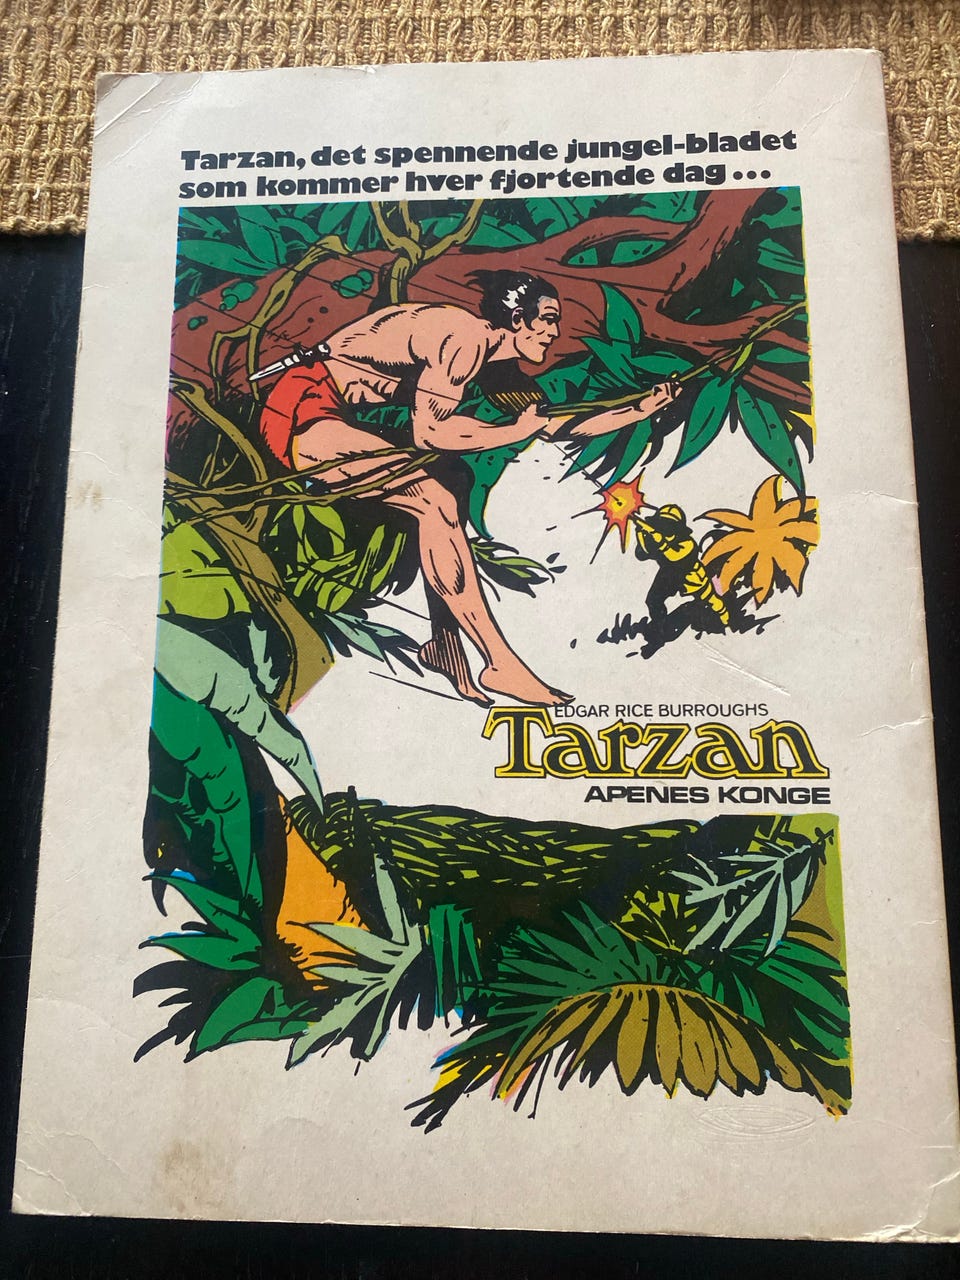 Tarzan, det spennende jungel-bladet
som kommer hver fjortende dag...
EDGAR RICE BURROUGHS
Tarzan
APENES KONGE